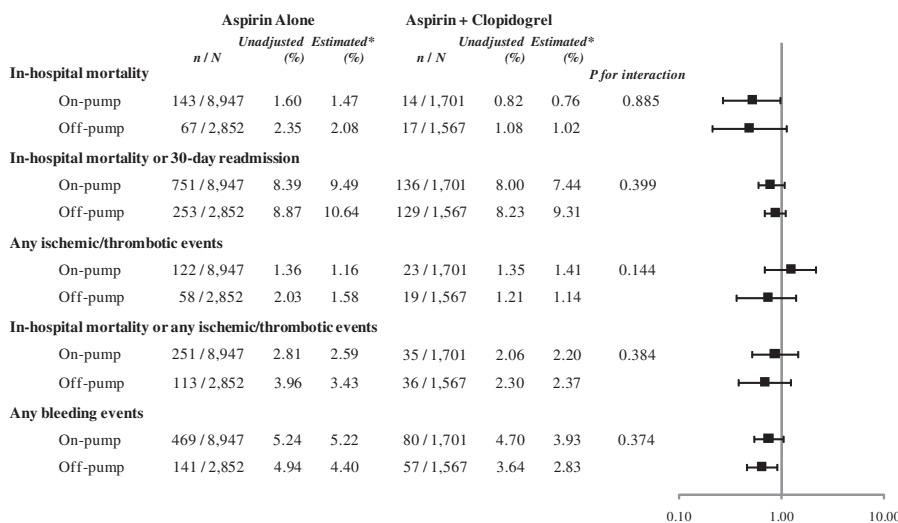 Aspirin Alone Aspirin + Clopidogrel
Unadjusted Estimated* Unadjusted Estimated*
n / N (%) (%) n / N (%) (%)
P for interaction
In-hospital mortality
On-pump 143 / 8,947 1.60 1.47 14 / 1,701 0.82 0.76 0.885
Off-pump 67 / 2,852 2.35 2.08 17 / 1,567 1.08 1.02
In-hospital mortality or 30-day readmission
On-pump 751 / 8,947 8.39 9.49 136 / 1,701 8.00 7.44 0.399
Off-pump 253 / 2,852 8.87 10.64 129 / 1,567 8.23 9.31
Any ischemic/thrombotic events
On-pump 122 / 8,947 1.36 1.16 23 / 1,701 1.35 1.41 0.144
Off-pump 58 / 2,852 2.03 1.58 19 / 1,567 1.21 1.14
In-hospital mortality or any ischemic/thrombotic events
On-pump 251 / 8,947 2.81 2.59 35 / 1,701 2.06 2.20 0.384
Off-pump 113 / 2,852 3.96 3.43 36 / 1,567 2.30 2.37
Any bleeding events
On-pump 469 / 8,947 5.24 5.22 80 / 1,701 4.70 3.93 0.374
Off-pump 141 / 2,852 4.94 4.40 57 / 1,567 3.64 2.83
0.10 1.00 10.00